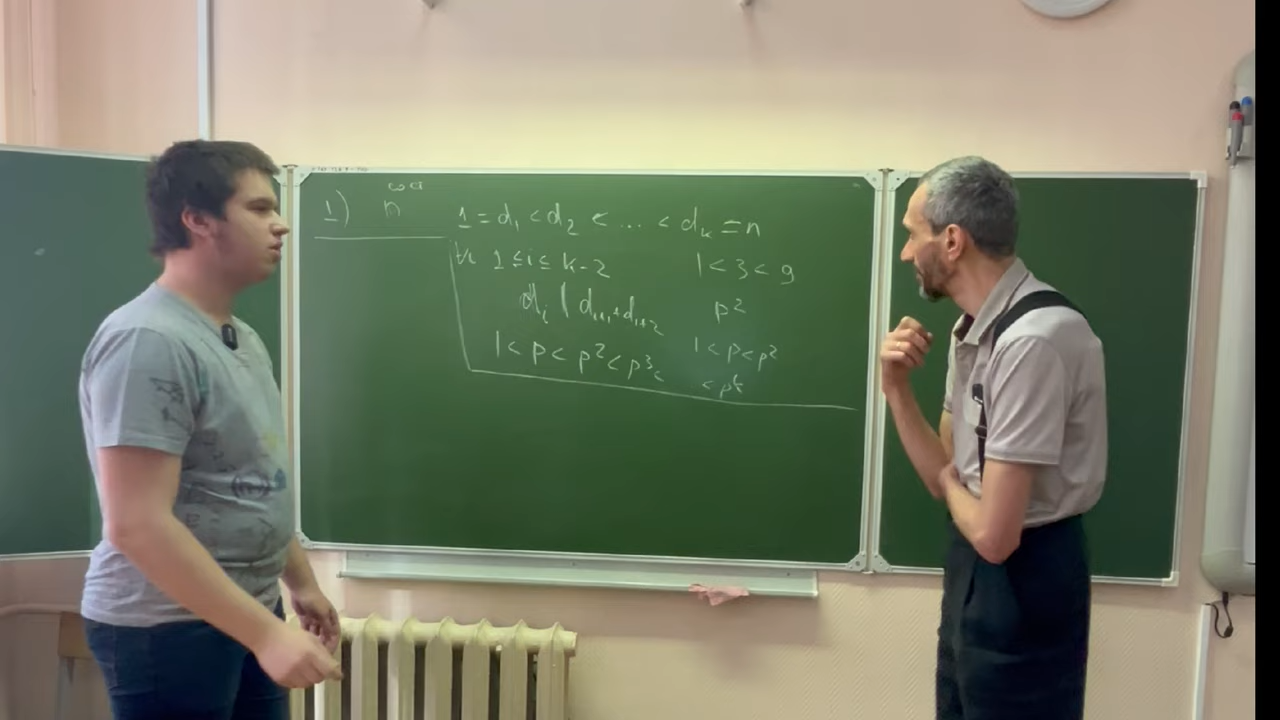 1) n 1 = d₁ < d₂ < ... < dₖ = n
1 ≤ i ≤ k-2 1 < 3 < 9
dᵢ | dᵢ₊₁ + dᵢ₊₂ p²
1 < p < p² < p³ < 1 < p < p²